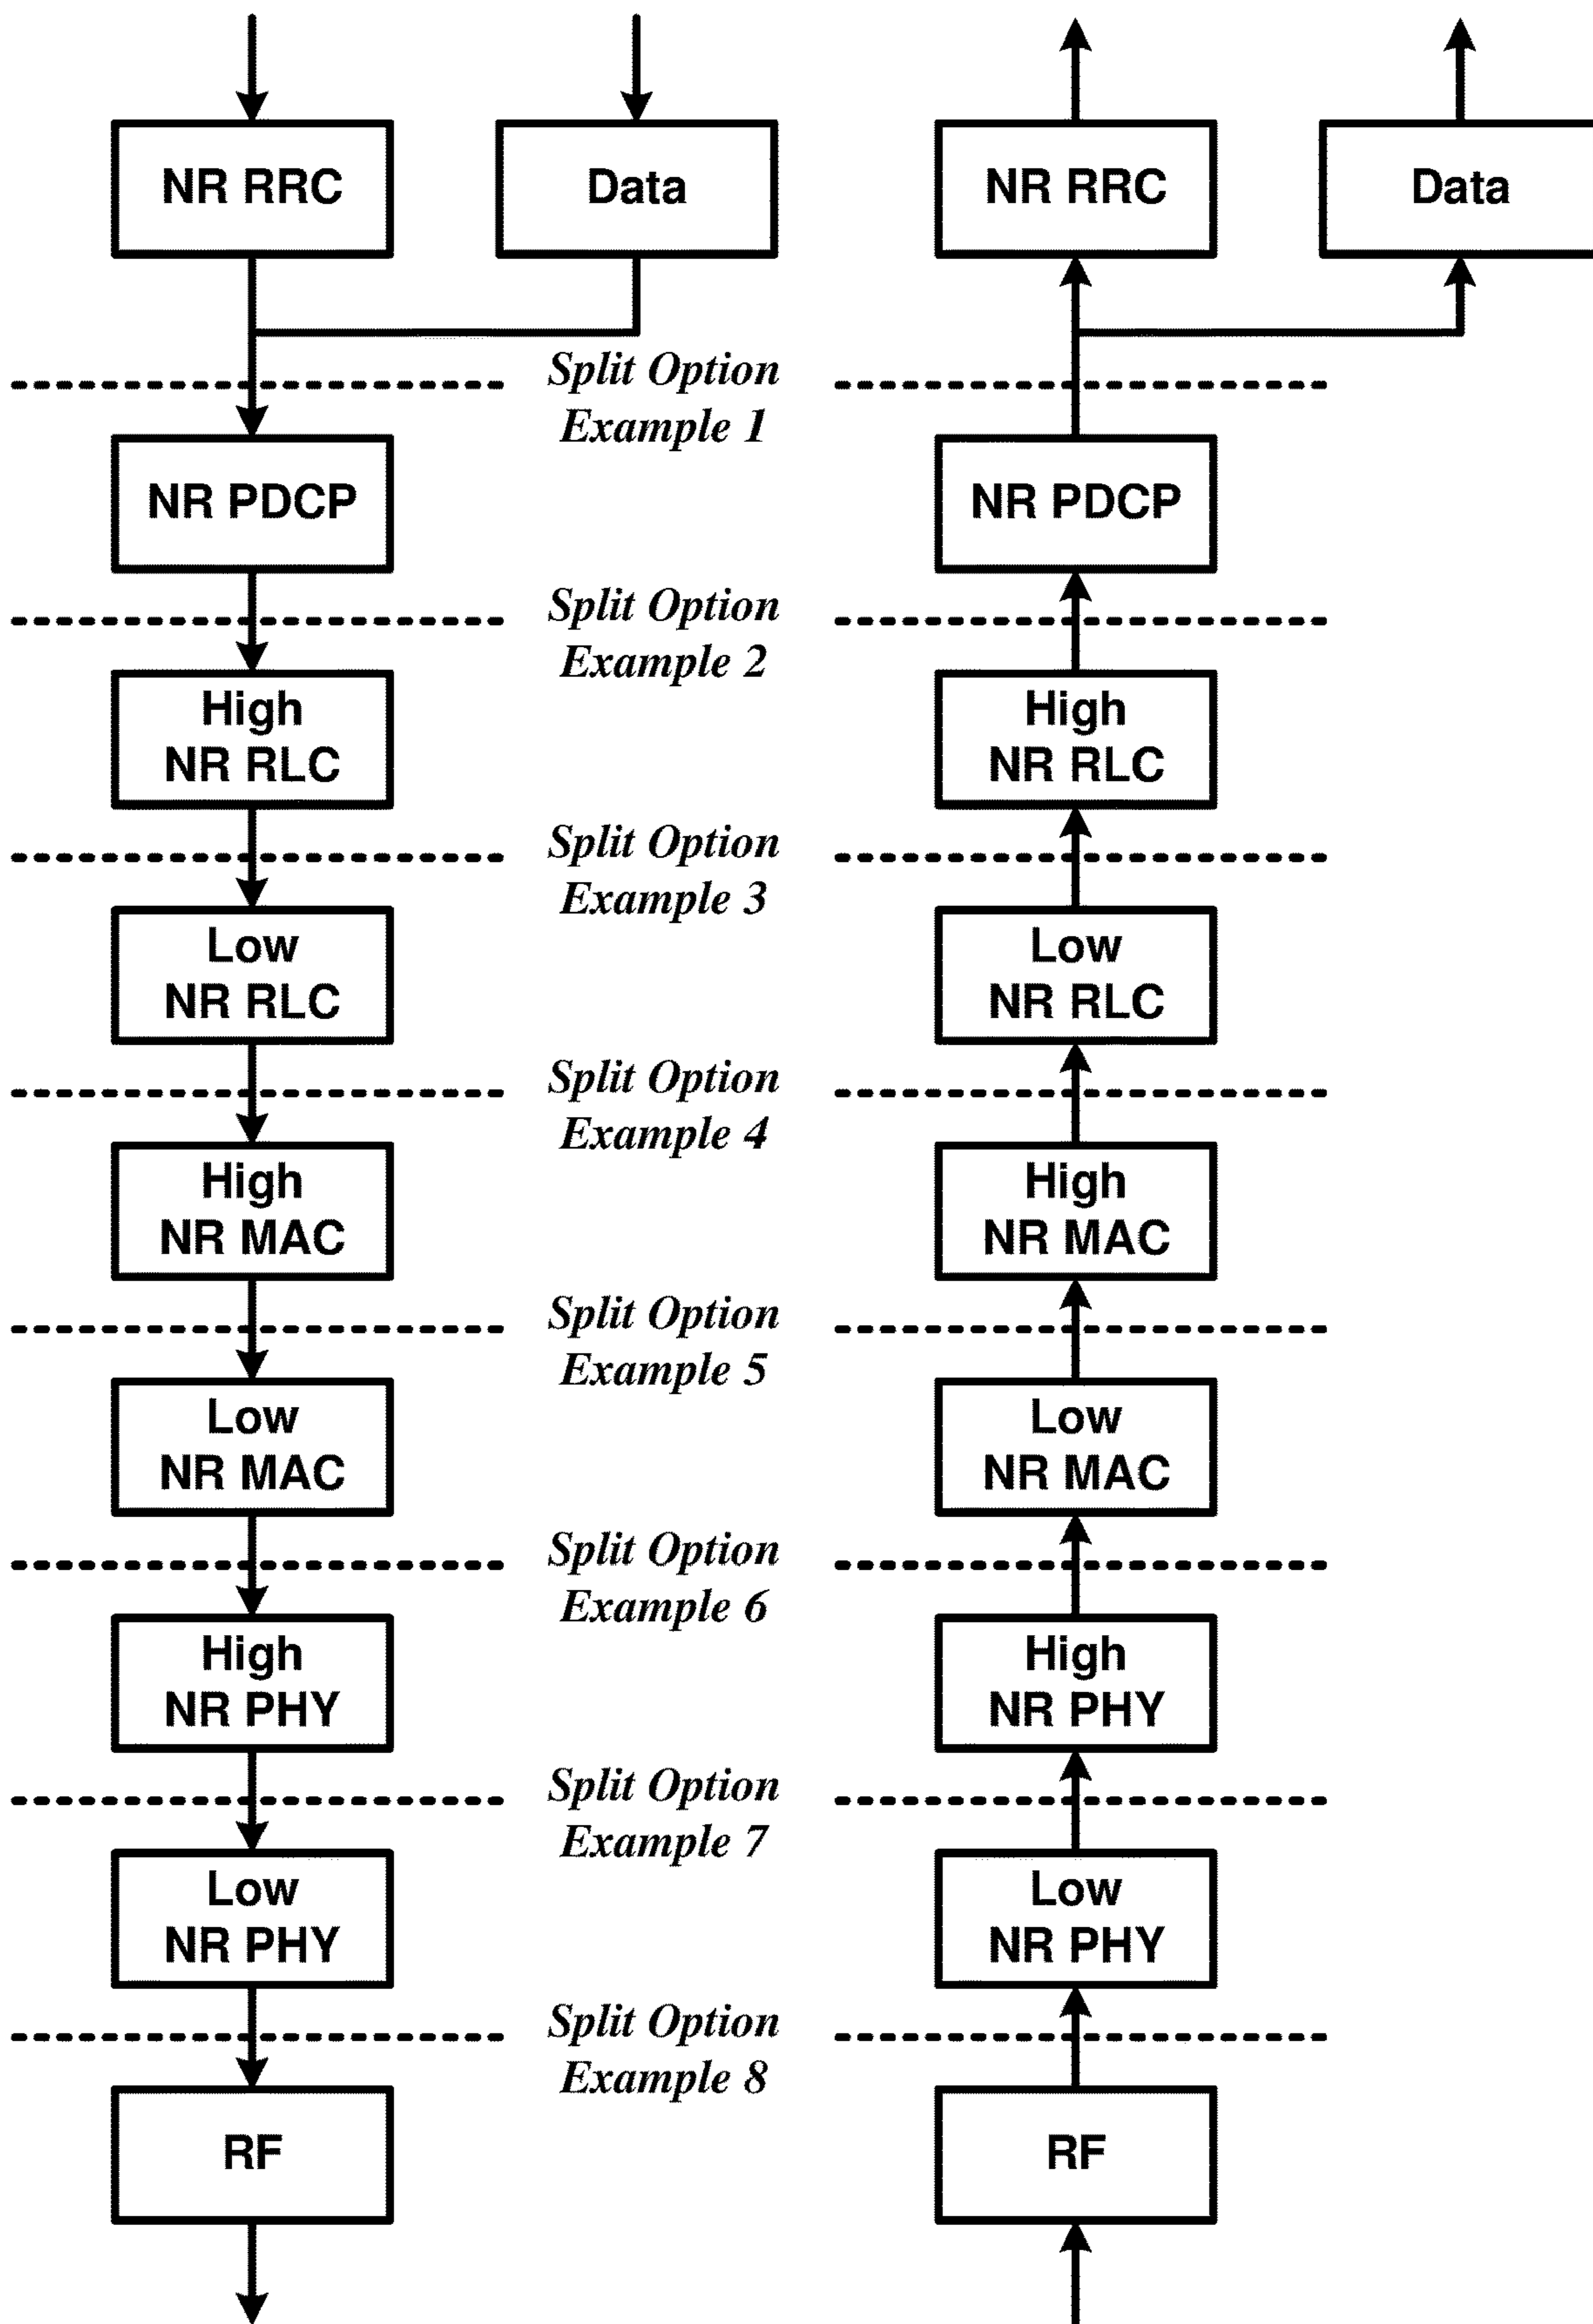 NR RRC
Data
NR RRC
Data
Split Option
Example 1
NR PDCP
NR PDCP
Split Option
Example 2
High
NR RLC
High
NR RLC
Split Option
Example 3
Low
NR RLC
Low
NR RLC
Split Option
Example 4
High
NR MAC
High
NR MAC
Split Option
Example 5
Low
NR MAC
Low
NR MAC
Split Option
Example 6
High
NR PHY
High
NR PHY
Split Option
Example 7
Low
NR PHY
Low
NR PHY
Split Option
Example 8
RF
RF